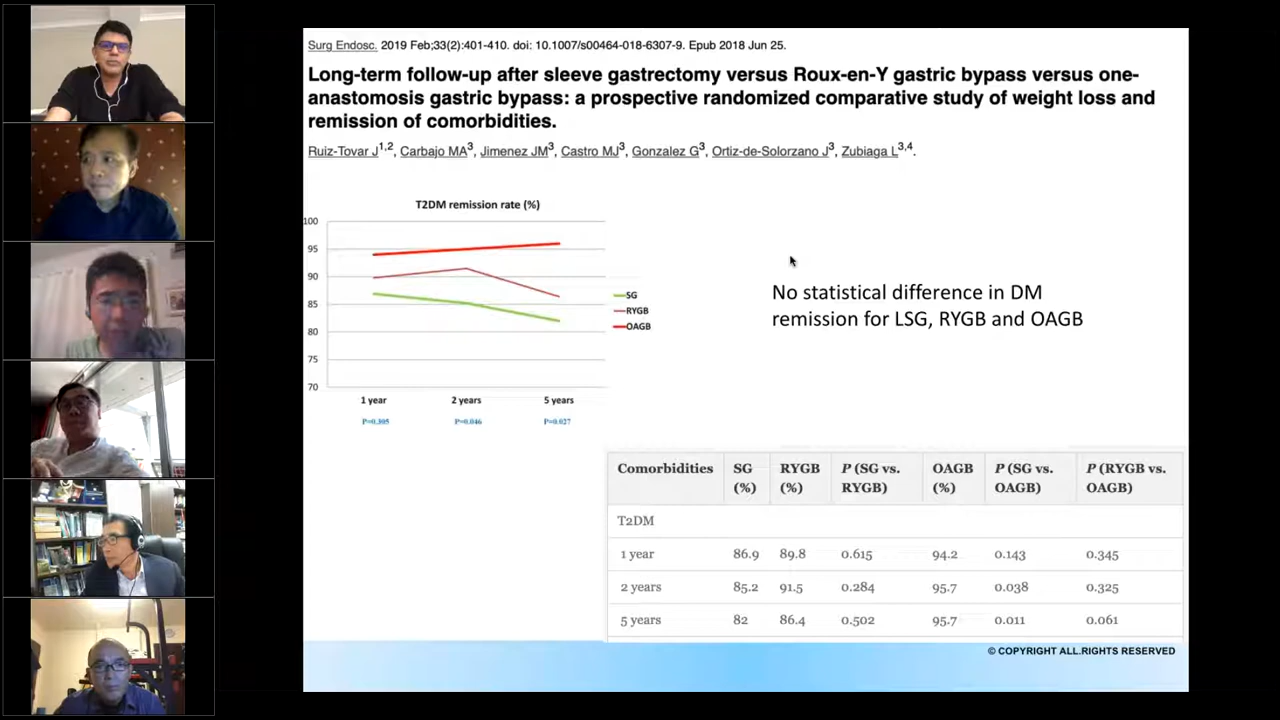 Surg Endosc. 2019 Feb;33(2):401-410. doi: 10.1007/s00464-018-6307-9. Epub 2018 Jun 25.
Long-term follow-up after sleeve gastrectomy versus Roux-en-Y gastric bypass versus one-
anastomosis gastric bypass: a prospective randomized comparative study of weight loss and
remission of comorbidities.
Ruiz-Tovar J1,2, Carbajo MA3, Jimenez JM3, Castro MJ3, Gonzalez G3, Ortiz-de-Solorzano J3, Zubiaga L3,4.
T2DM remission rate (%)
100
95
90
85
80
75
70
SG
RYGB
OAGB
1 year 2 years 5 years
P=0.305 P=0.046 P=0.027
No statistical difference in DM
remission for LSG, RYGB and OAGB
Comorbidities SG (%) RYGB (%) P (SG vs. RYGB) OAGB (%) P (SG vs. OAGB) P (RYGB vs. OAGB)
T2DM
1 year 86.9 89.8 0.615 94.2 0.143 0.345
2 years 85.2 91.5 0.284 95.7 0.038 0.325
5 years 82 86.4 0.502 95.7 0.011 0.061
© COPYRIGHT ALL.RIGHTS RESERVED